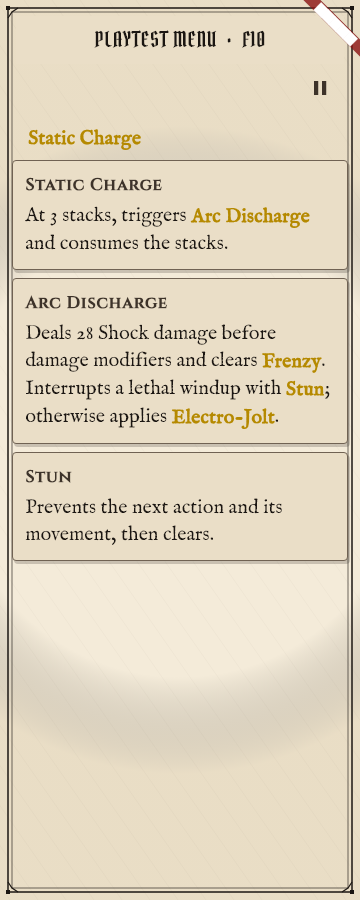 PLAYTEST MENU · F10
Static Charge
STATIC CHARGE
At 3 stacks, triggers Arc Discharge
and consumes the stacks.
ARC DISCHARGE
Deals 28 Shock damage before
damage modifiers and clears Frenzy.
Interrupts a lethal windup with Stun;
otherwise applies Electro-Jolt.
STUN
Prevents the next action and its
movement, then clears.